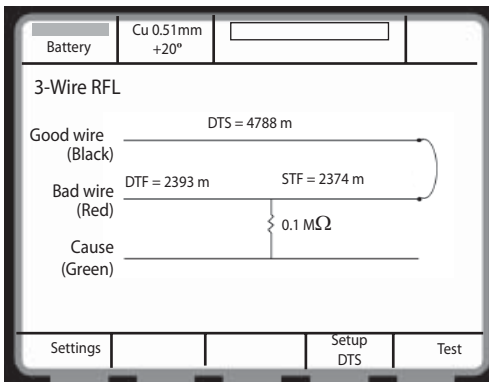 Battery
Cu 0.51mm
+20°
3-Wire RFL
DTS = 4788 m
Good wire
(Black)
DTF = 2393 m
STF = 2374 m
Bad wire
(Red)
0.1 MΩ
Cause
(Green)
Settings
Setup
DTS
Test